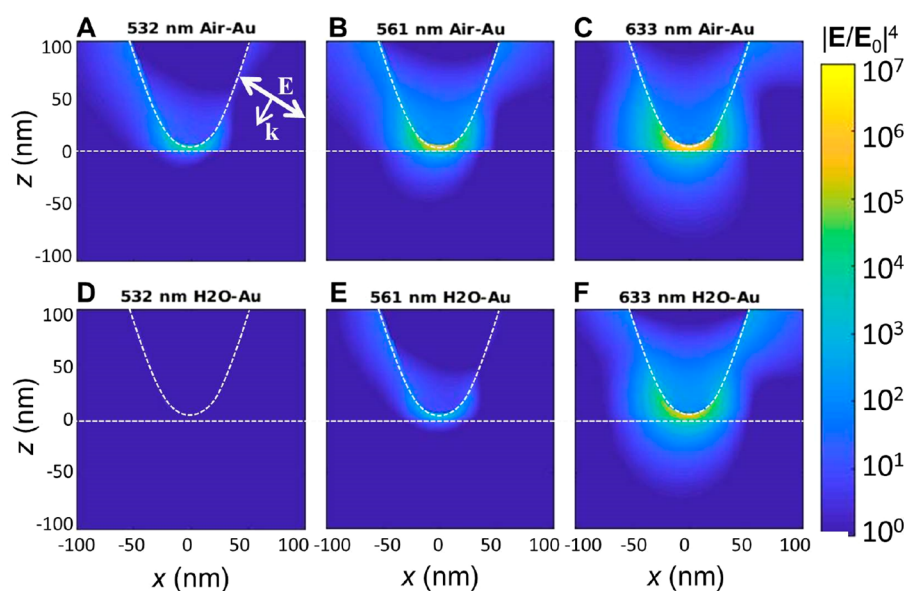 A 532 nm Air-Au
B 561 nm Air-Au
C 633 nm Air-Au
|E/E₀|⁴
100
50
0
-50
-100
z (nm)
E
k
10⁷
10⁶
10⁵
10⁴
10³
10²
10¹
10⁰
D 532 nm H2O-Au
E 561 nm H2O-Au
F 633 nm H2O-Au
100
50
0
-50
-100
z (nm)
-100 -50 0 50 100
-50 0 50 100
-50 0 50 100
x (nm)
x (nm)
x (nm)